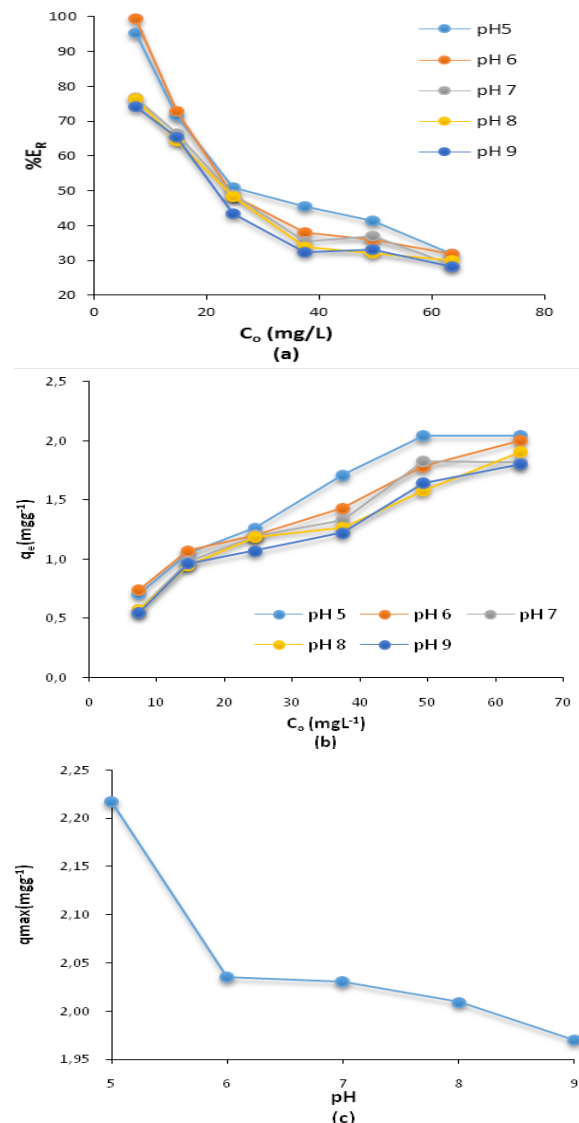 100
90
80
70
60
50
40
30
20
%E_R
0 20 40 60 80
C_o (mg/L)
(a)
pH5
pH 6
pH 7
pH 8
pH 9
2,5
2,0
1,5
1,0
0,5
0,0
q_e(mgg⁻¹)
pH 5 pH 6 pH 7
pH 8 pH 9
0 10 20 30 40 50 60 70
C_o (mgL⁻¹)
(b)
2,25
2,20
2,15
2,10
2,05
2,00
1,95
qmax(mgg⁻¹)
5 6 7 8 9
pH
(c)